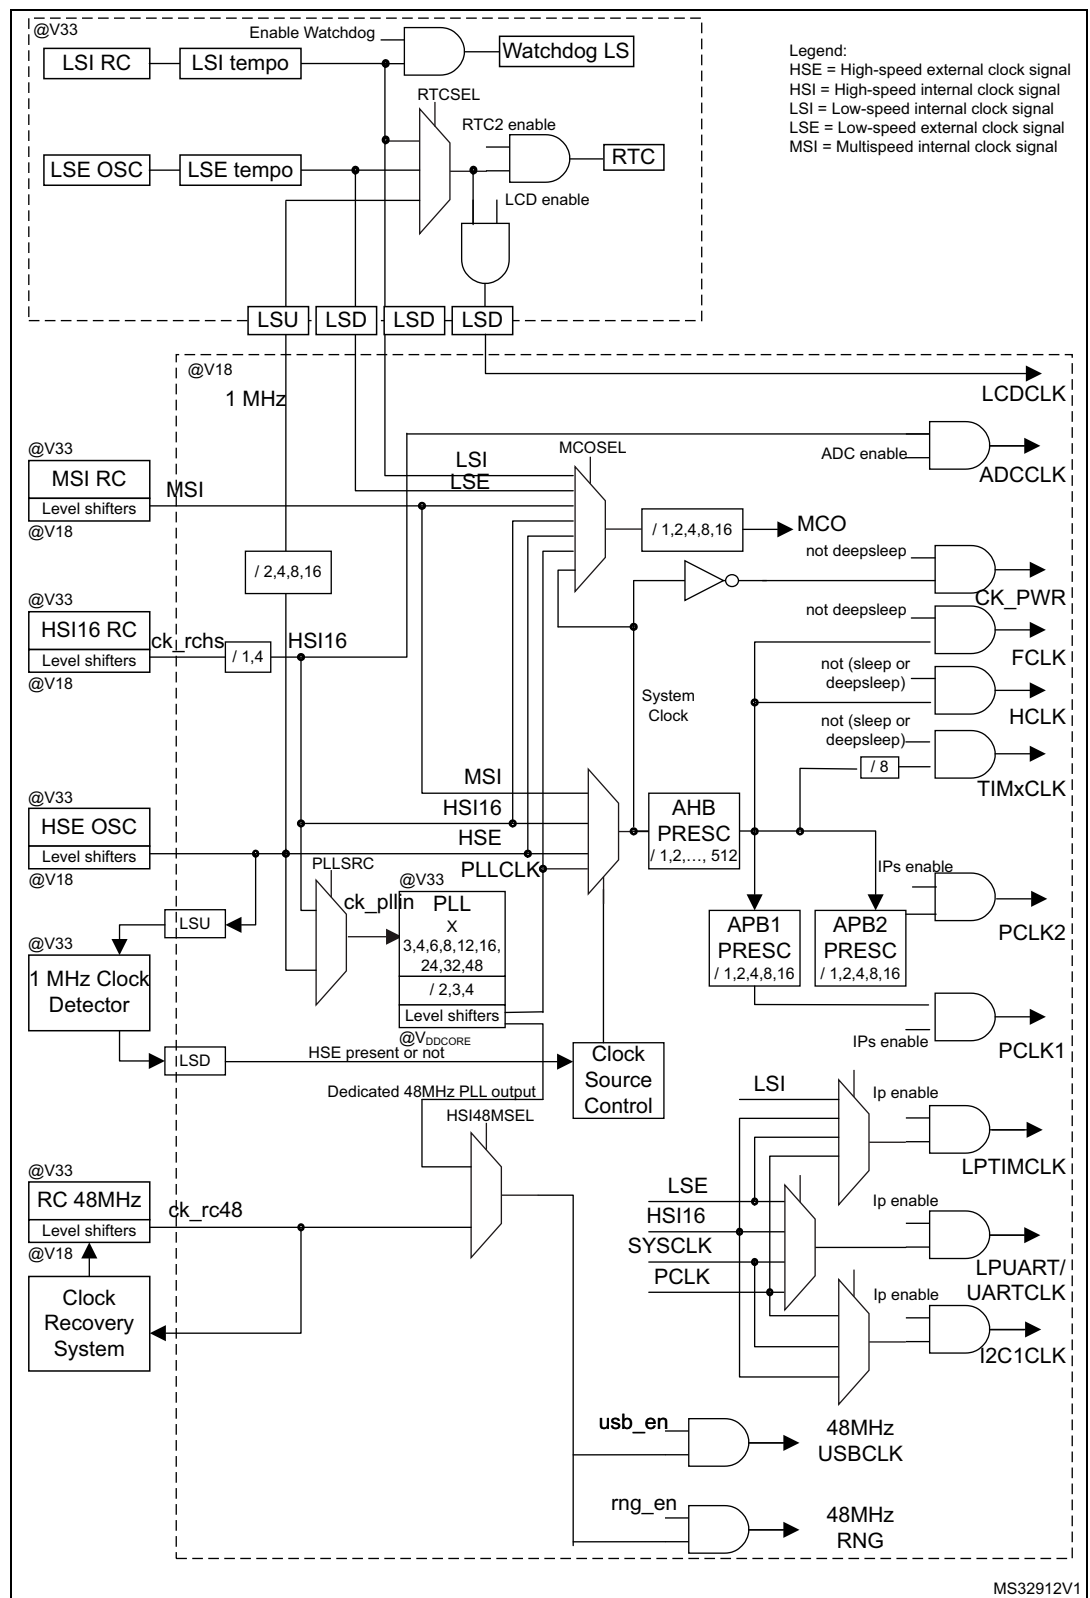 @V33
Enable Watchdog
LSI RC
LSI tempo
Watchdog LS
Legend:
HSE = High-speed external clock signal
HSI = High-speed internal clock signal
LSI = Low-speed internal clock signal
LSE = Low-speed external clock signal
MSI = Multispeed internal clock signal
RTCSEL
RTC2 enable
LSE OSC
LSE tempo
RTC
LCD enable
LSU
LSD
LSD
LSD
@V18
1 MHz
LCDCLK
@V33
MSI RC
Level shifters
@V18
MSI
LSI
LSE
MCOSEL
ADC enable
ADCCLK
/ 1,2,4,8,16
MCO
not deepsleep
CK_PWR
/ 2,4,8,16
@V33
HSI16 RC
Level shifters
@V18
ck_rchs
/ 1,4
HSI16
not deepsleep
FCLK
not (sleep or
deepsleep)
HCLK
System
Clock
not (sleep or
deepsleep)
/ 8
TIMxCLK
@V33
HSE OSC
Level shifters
@V18
MSI
HSI16
HSE
PLLCLK
AHB
PRESC
/ 1,2,..., 512
PLLSRC
ck_pllin
@V33
PLL
X
3,4,6,8,12,16,
24,32,48
/ 2,3,4
Level shifters
@VDDCORE
IPs enable
PCLK2
APB1
PRESC
/ 1,2,4,8,16
APB2
PRESC
/ 1,2,4,8,16
LSU
@V33
1 MHz Clock
Detector
LSD
HSE present or not
Clock
Source
Control
IPs enable
PCLK1
Dedicated 48MHz PLL output
HSI48MSEL
LSI
Ip enable
LPTIMCLK
@V33
RC 48MHz
Level shifters
@V18
ck_rc48
LSE
HSI16
SYSCLK
PCLK
Ip enable
LPUART/
UARTCLK
Clock
Recovery
System
Ip enable
I2C1CLK
usb_en
48MHz
USBCLK
rng_en
48MHz
RNG
MS32912V1